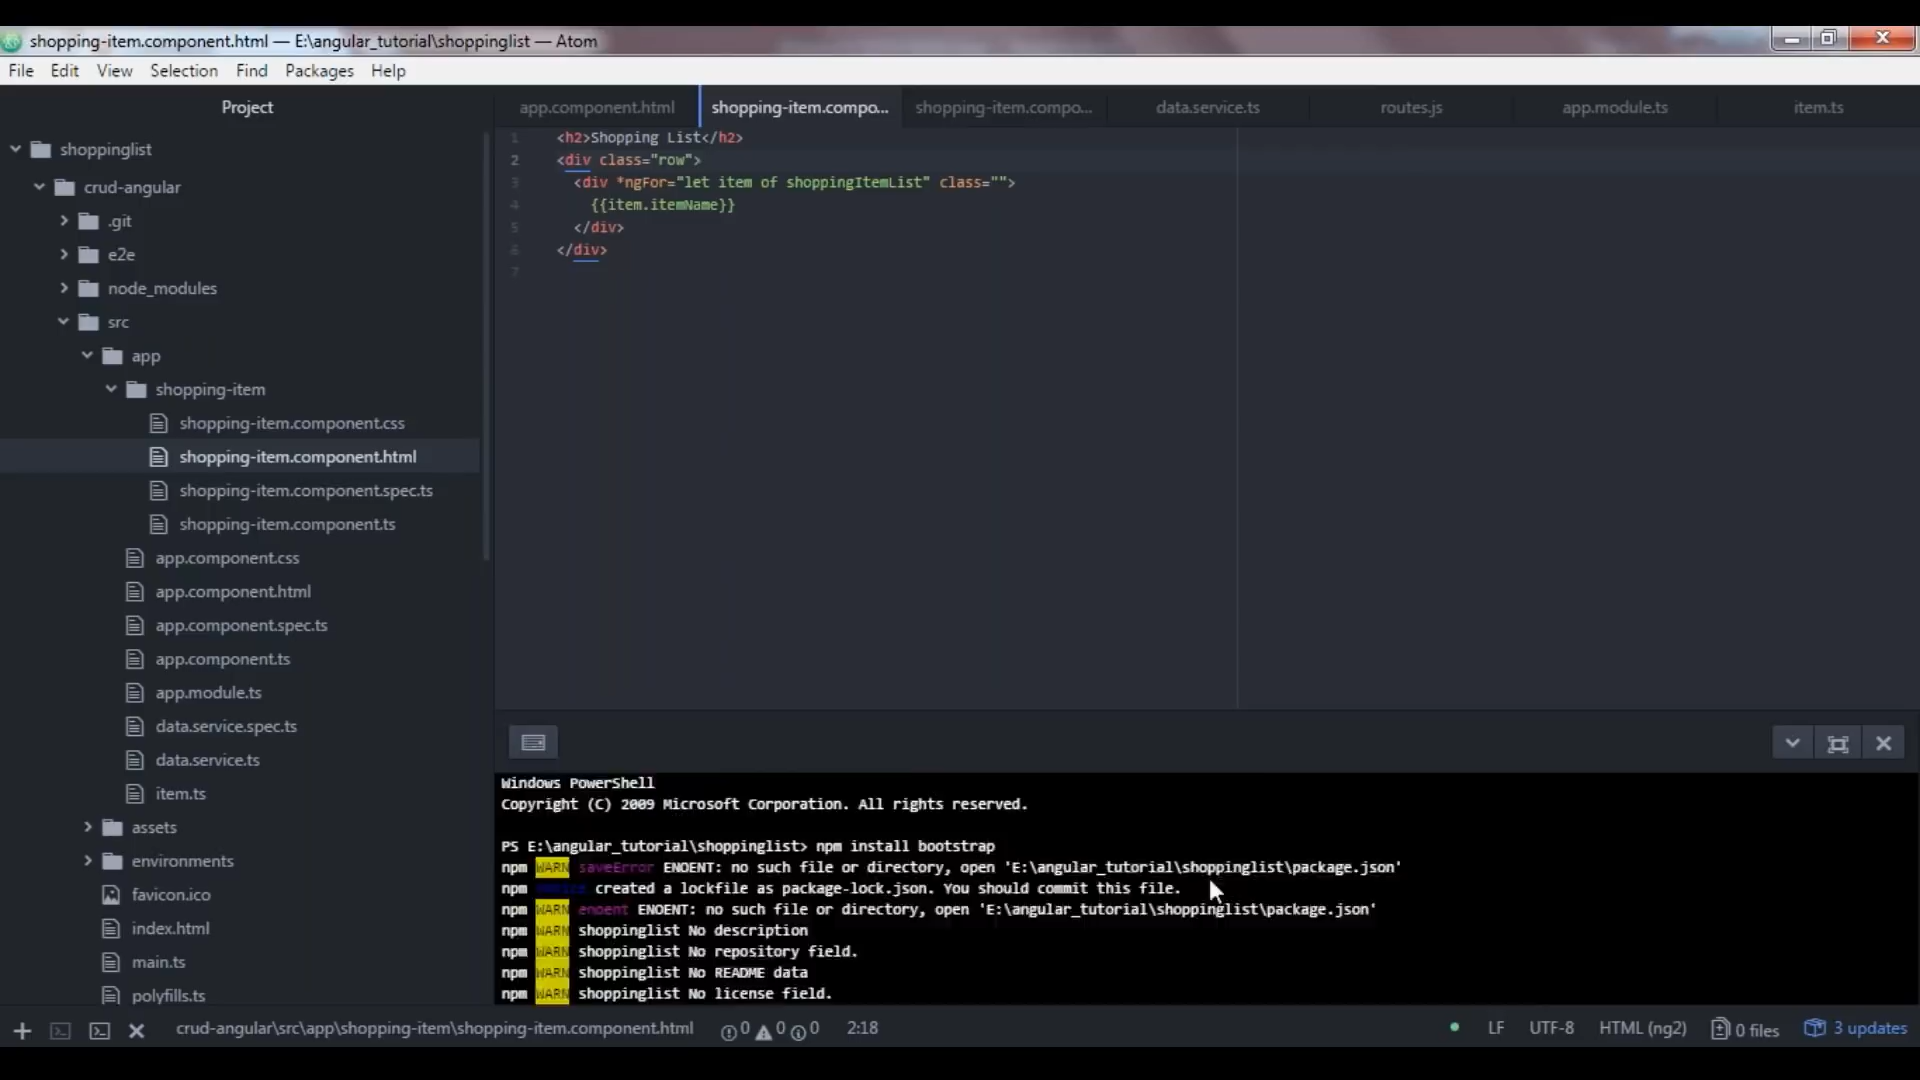 shopping-item.component.html — E:\angular_tutorial\shoppinglist — Atom
File Edit View Selection Find Packages Help
Project
shoppinglist
crud-angular
.git
e2e
node_modules
src
app
shopping-item
shopping-item.component.css
shopping-item.component.html
shopping-item.component.spec.ts
shopping-item.component.ts
app.component.css
app.component.html
app.component.spec.ts
app.component.ts
app.module.ts
data.service.spec.ts
data.service.ts
item.ts
assets
environments
favicon.ico
index.html
main.ts
polyfills.ts
app.component.html shopping-item.compo... shopping-item.compo... data.service.ts routes.js app.module.ts item.ts
1 <h2>Shopping List</h2>
2 <div class="row">
3 <div *ngFor="let item of shoppingItemList" class="">
4 {{item.itemName}}
5 </div>
6 </div>
7
Windows PowerShell
Copyright (C) 2009 Microsoft Corporation. All rights reserved.
PS E:\angular_tutorial\shoppinglist> npm install bootstrap
npm WARN saveError ENOENT: no such file or directory, open 'E:\angular_tutorial\shoppinglist\package.json'
npm notice created a lockfile as package-lock.json. You should commit this file.
npm WARN enoent ENOENT: no such file or directory, open 'E:\angular_tutorial\shoppinglist\package.json'
npm WARN shoppinglist No description
npm WARN shoppinglist No repository field.
npm WARN shoppinglist No README data
npm WARN shoppinglist No license field.
crud-angular\src\app\shopping-item\shopping-item.component.html 0 0 0 2:18 LF UTF-8 HTML (ng2) 0 files 3 updates